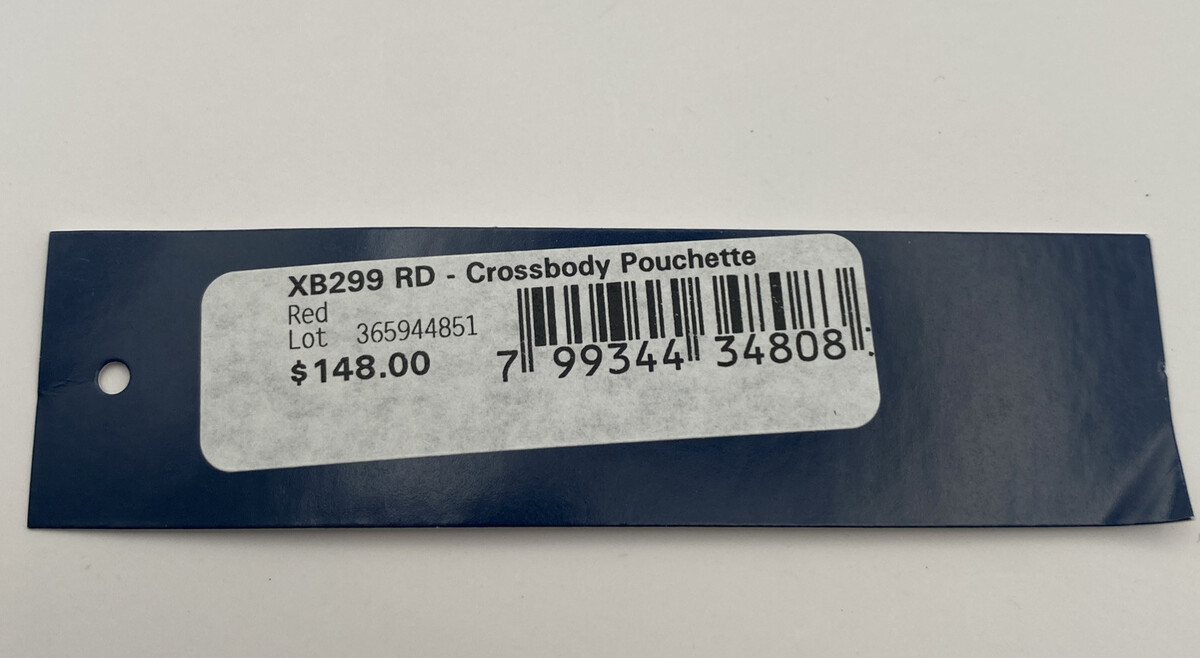 XB299 RD - Crossbody Pouchette
Red
Lot 365944851
$148.00
7 99344 34808